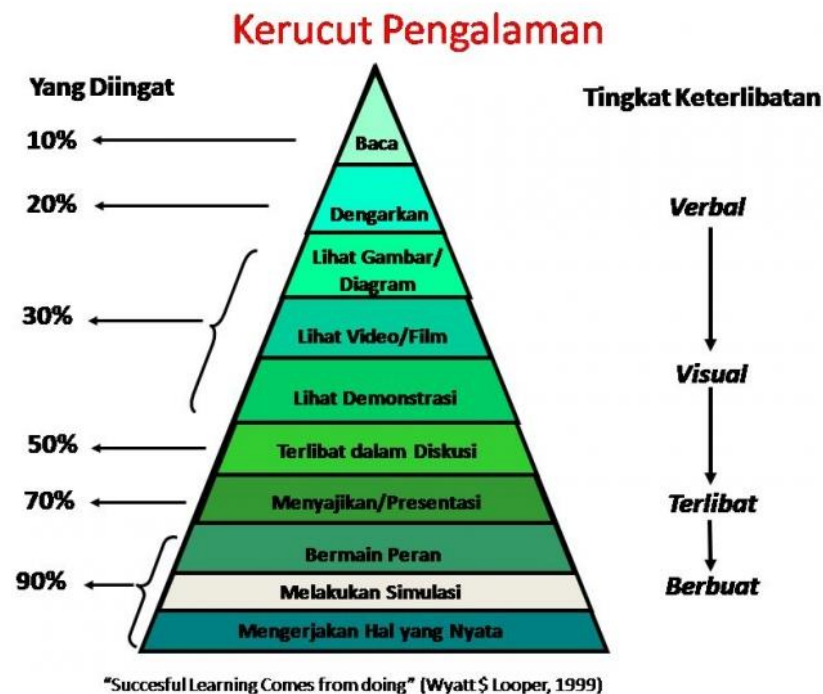 Kerucut Pengalaman
Yang Diingat
Tingkat Keterlibatan
10%
Baca
20%
Dengarkan
Verbal
Lihat Gambar/
Diagram
30%
Lihat Video/Film
Visual
Lihat Demonstrasi
50%
Terlibat dalam Diskusi
70%
Menyajikan/Presentasi
Terlibat
Bermain Peran
90%
Melakukan Simulasi
Berbuat
Mengerjakan Hal yang Nyata
“Succesful Learning Comes from doing” (Wyatt $ Looper, 1999)